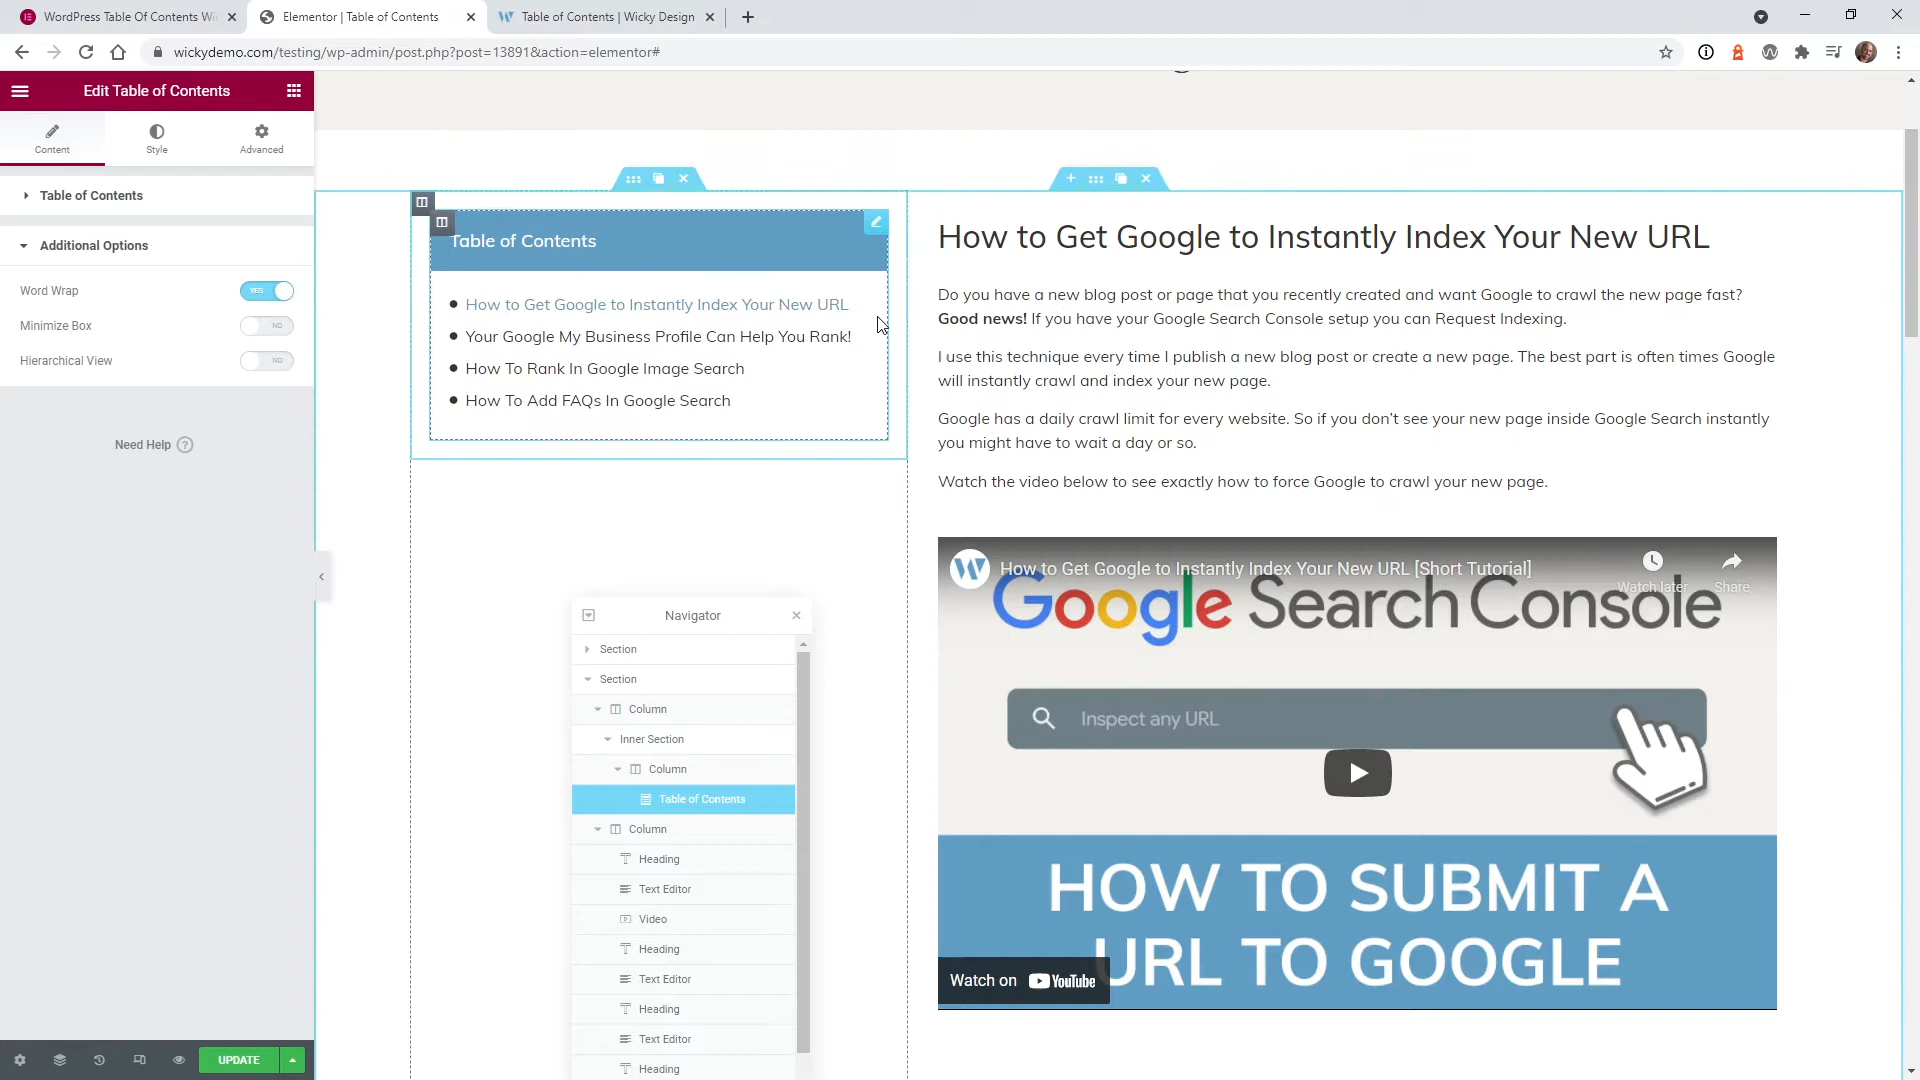 WordPress Table Of Contents Wi
Elementor | Table of Contents
Table of Contents | Wicky Design
wickydemo.com/testing/wp-admin/post.php?post=13891&action=elementor#
Edit Table of Contents
Content
Style
Advanced
Table of Contents
Additional Options
Word Wrap
YES
Minimize Box
NO
Hierarchical View
NO
Need Help
UPDATE
Table of Contents
How to Get Google to Instantly Index Your New URL
Your Google My Business Profile Can Help You Rank!
How To Rank In Google Image Search
How To Add FAQs In Google Search
Navigator
Section
Section
Column
Inner Section
Column
Table of Contents
Column
Heading
Text Editor
Video
Heading
Text Editor
Heading
Text Editor
Heading
How to Get Google to Instantly Index Your New URL
Do you have a new blog post or page that you recently created and want Google to crawl the new page fast?
Good news! If you have your Google Search Console setup you can Request Indexing.
I use this technique every time I publish a new blog post or create a new page. The best part is often times Google
will instantly crawl and index your new page.
Google has a daily crawl limit for every website. So if you don’t see your new page inside Google Search instantly
you might have to wait a day or so.
Watch the video below to see exactly how to force Google to crawl your new page.
How to Get Google to Instantly Index Your New URL [Short Tutorial]
Watch later
Share
Google Search Console
Inspect any URL
HOW TO SUBMIT A
URL TO GOOGLE
Watch on YouTube